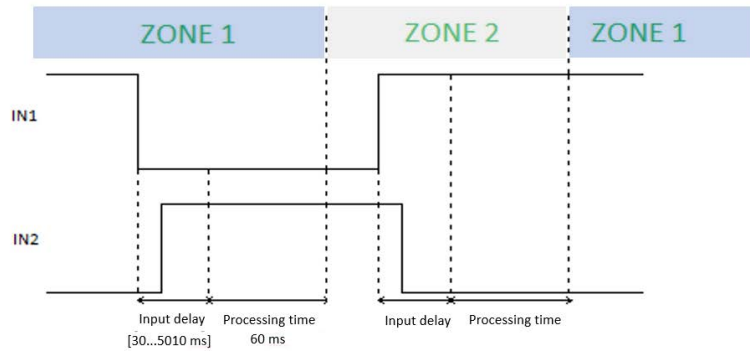 ZONE 1
ZONE 2
ZONE 1
IN1
IN2
Input delay
[30...5010 ms]
Processing time
60 ms
Input delay
Processing time